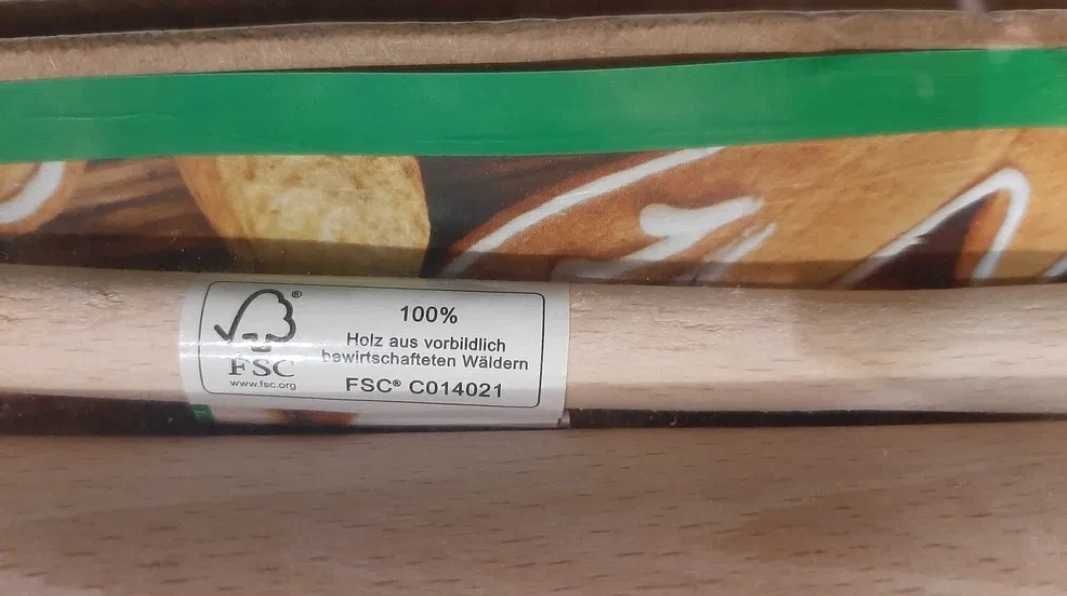 FSC
www.fsc.org
100%
Holz aus vorbildlich
bewirtschafteten Wäldern
FSC® C014021